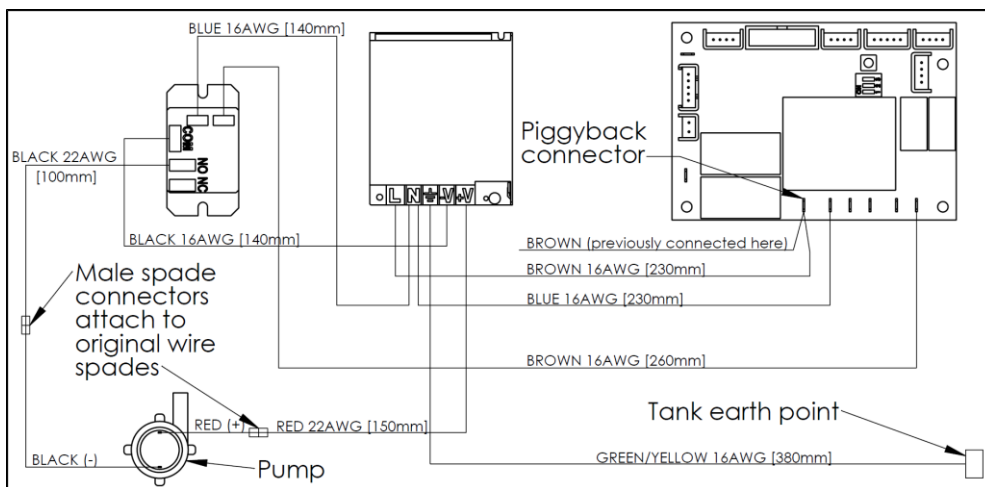 BLUE 16AWG [140mm]
COM
NO NC
BLACK 22AWG
[100mm]
BLACK 16AWG [140mm]
L N -V +V
Piggyback
connector
BROWN (previously connected here)
BROWN 16AWG [230mm]
BLUE 16AWG [230mm]
BROWN 16AWG [260mm]
Male spade
connectors
attach to
original wire
spades
RED (+)
RED 22AWG [150mm]
BLACK (-)
Pump
Tank earth point
GREEN/YELLOW 16AWG [380mm]